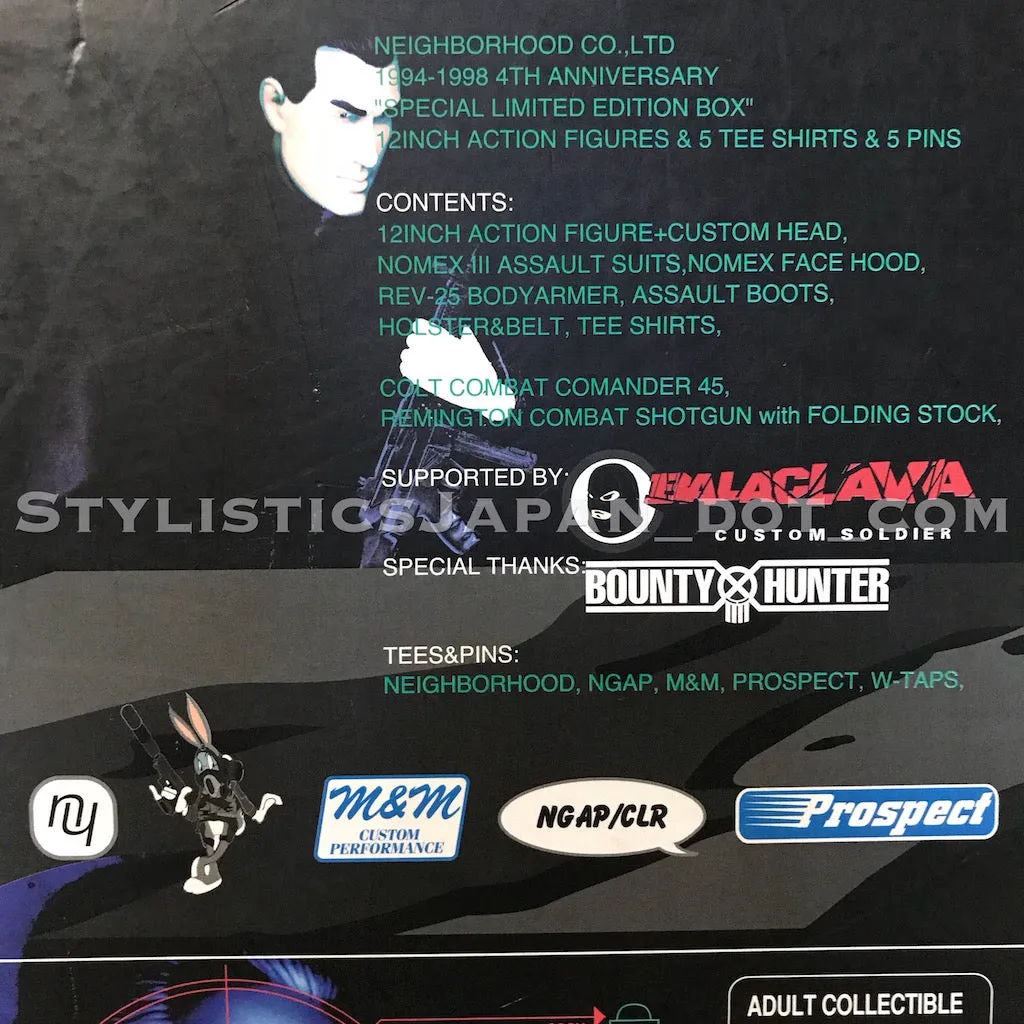 NEIGHBORHOOD CO.,LTD
1994-1998 4TH ANNIVERSARY
"SPECIAL LIMITED EDITION BOX"
12INCH ACTION FIGURES & 5 TEE SHIRTS & 5 PINS
CONTENTS:
12INCH ACTION FIGURE+CUSTOM HEAD,
NOMEX III ASSAULT SUITS,NOMEX FACE HOOD,
REV-25 BODYARMER, ASSAULT BOOTS,
HOLSTER&BELT, TEE SHIRTS,
COLT COMBAT COMANDER 45,
REMINGTON COMBAT SHOTGUN with FOLDING STOCK,
SUPPORTED BY:
CUSTOM SOLDIER
STYLISTICSJAPAN_DOT_COM
SPECIAL THANKS: BOUNTY HUNTER
TEES&PINS:
NEIGHBORHOOD, NGAP, M&M, PROSPECT, W-TAPS,
M&M
CUSTOM
PERFORMANCE
NGAP/CLR
Prospect
ADULT COLLECTIBLE